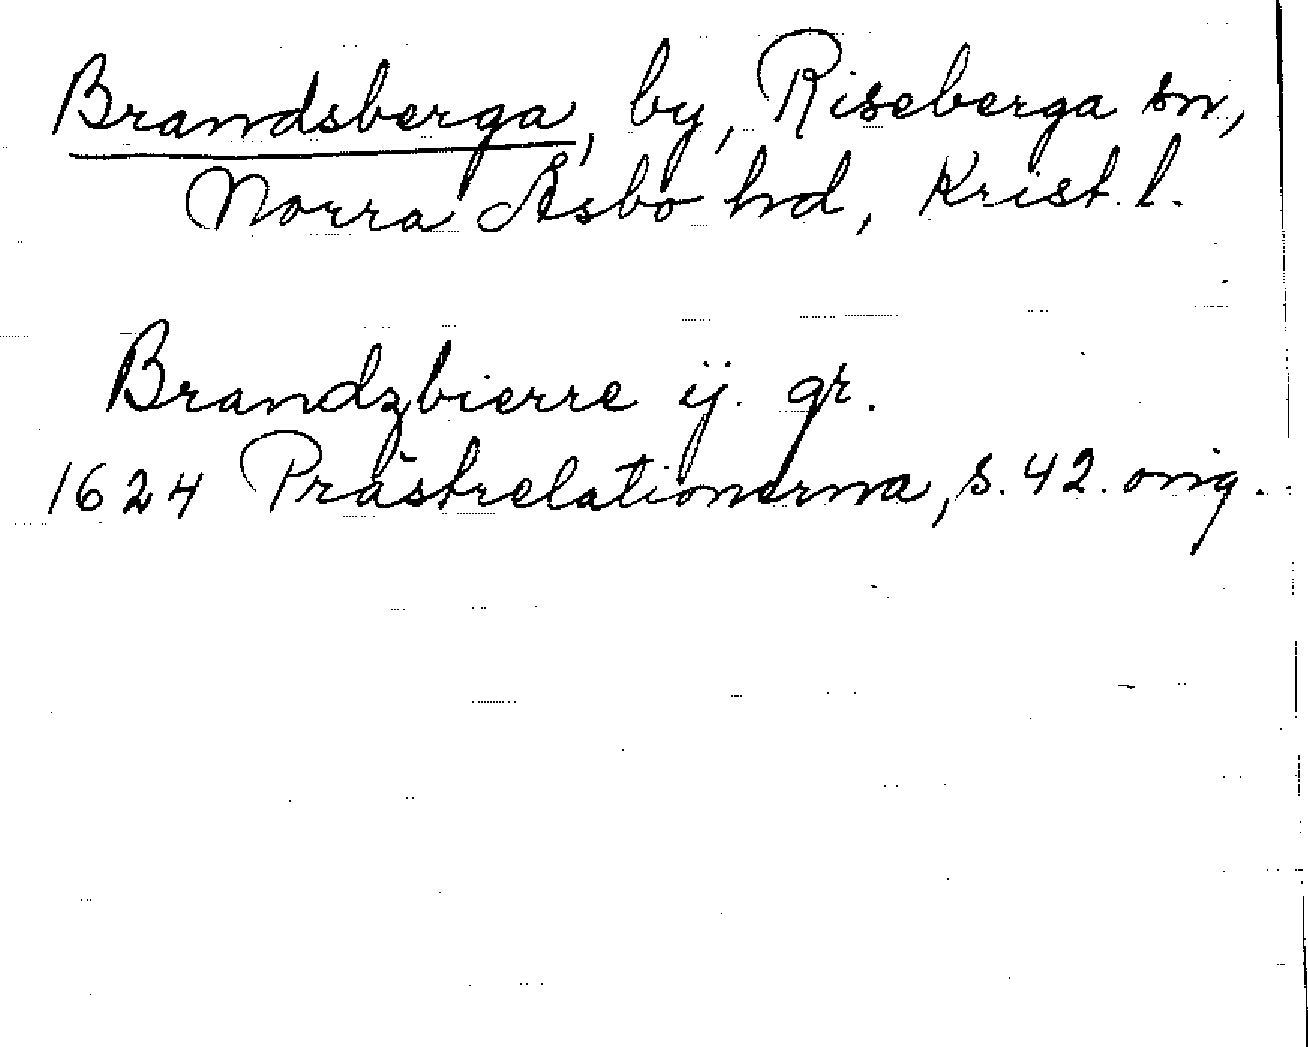 Brandsberga, by, Riseberga sn,
Norra Åsbo hd, Krist. l.
Brandzbierre ij. gr.
1624 Prästrelationerna, s. 42. orig.